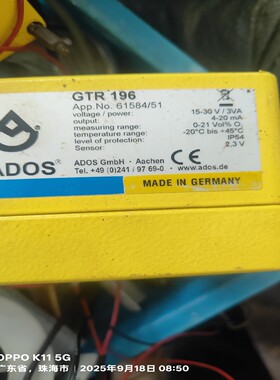 GTR 196
App.No. 61584/51
voltage / power: 15-30 V / 3VA
output: 4-20 mA
measuring range: 0-21 Vol% O₂
temperature range: -20°C bis +45°C
level of protection: IP54
Sensor: 2.3 V
ADOS®
ADOS GmbH · Aachen
Tel. +49 (0)241 / 97 69-0 · www.ados.de
CE
MADE IN GERMANY
OPPO K11 5G
广东省，珠海市 | 2025年9月18日 08:50